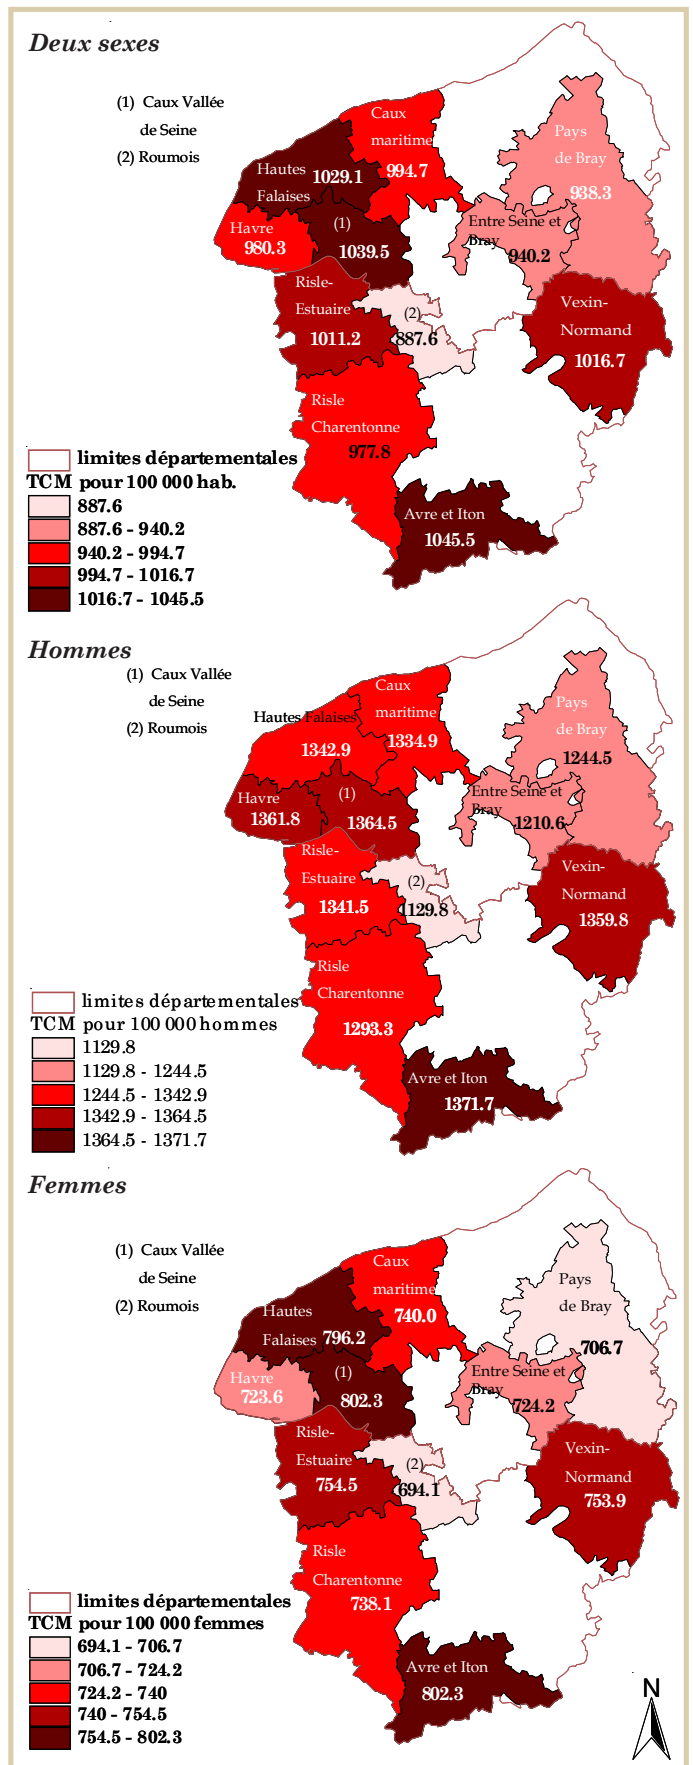 Deux sexes
(1) Caux Vallée
de Seine
(2) Roumois
Caux
maritime
994.7
Pays
de Bray
938.3
Hautes
Falaises
1029.1
Havre
980.3
(1)
1039.5
Entre Seine et
Bray
940.2
Risle-
Estuaire
1011.2
(2)
887.6
Vexin-
Normand
1016.7
Risle
Charentonne
977.8
Avre et Iton
1045.5
limites départementales
TCM pour 100 000 hab.
887.6
887.6 - 940.2
940.2 - 994.7
994.7 - 1016.7
1016.7 - 1045.5
Hommes
(1) Caux Vallée
de Seine
(2) Roumois
Caux
maritime
1334.9
Pays
de Bray
1244.5
Hautes Falaises
1342.9
Havre
1361.8
(1)
1364.5
Entre Seine et
Bray
1210.6
Risle-
Estuaire
1341.5
(2)
1129.8
Vexin-
Normand
1359.8
Risle
Charentonne
1293.3
Avre et Iton
1371.7
limites départementales
TCM pour 100 000 hommes
1129.8
1129.8 - 1244.5
1244.5 - 1342.9
1342.9 - 1364.5
1364.5 - 1371.7
Femmes
(1) Caux Vallée
de Seine
(2) Roumois
Caux
maritime
740.0
Pays
de Bray
706.7
Hautes
Falaises
796.2
Havre
723.6
(1)
802.3
Entre Seine et
Bray
724.2
Risle-
Estuaire
754.5
(2)
694.1
Vexin-
Normand
753.9
Risle
Charentonne
738.1
Avre et Iton
802.3
limites départementales
TCM pour 100 000 femmes
694.1 - 706.7
706.7 - 724.2
724.2 - 740
740 - 754.5
754.5 - 802.3
N